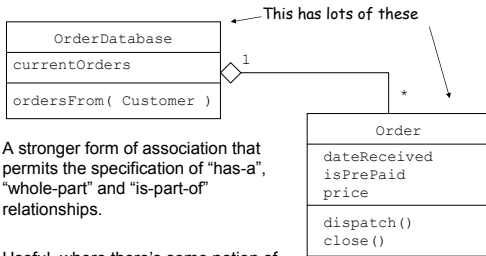 This has lots of these
OrderDatabase
currentOrders
ordersFrom( Customer )
1
*
Order
dateReceived
isPrePaid
price
dispatch()
close()
A stronger form of association that
permits the specification of “has-a”,
“whole-part” and “is-part-of”
relationships.
Useful, where there's some notion of